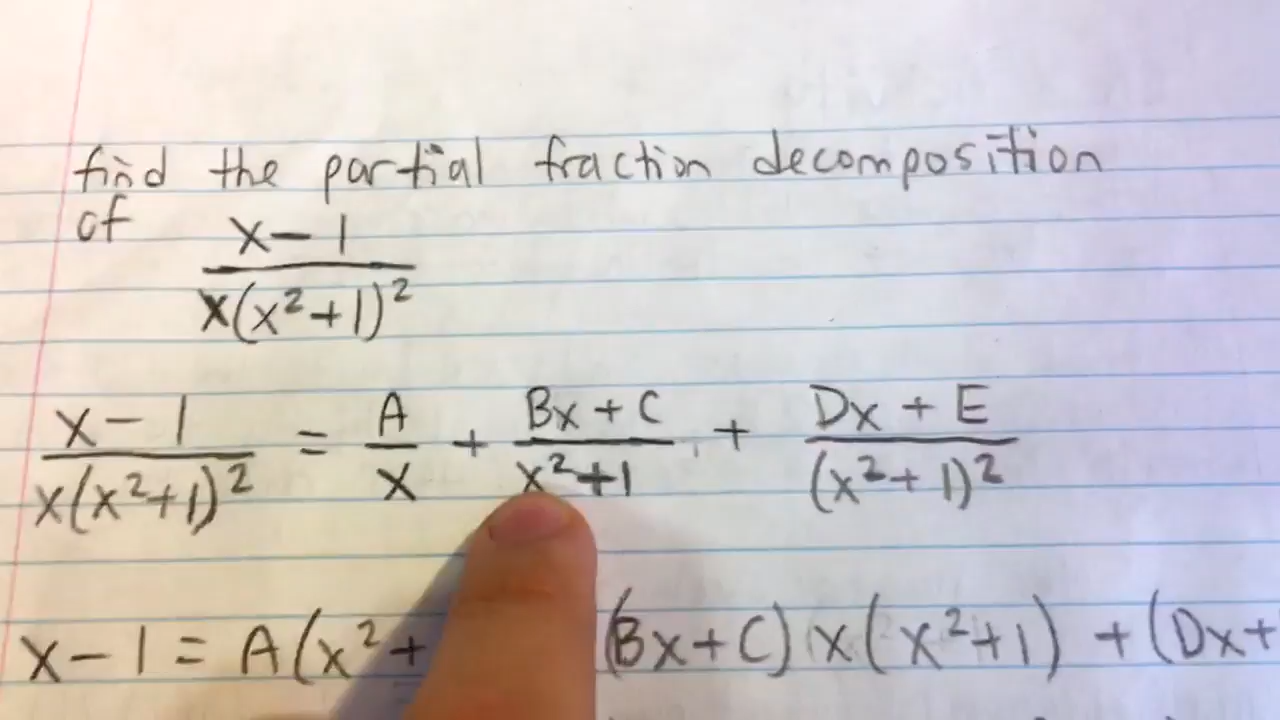 find the partial fraction decomposition
of x-1 / x(x²+1)²
x-1 / x(x²+1)² = A / x + Bx+C / x²+1 + Dx+E / (x²+1)²
x-1 = A(x²+ (Bx+C)x(x²+1) + (Dx+